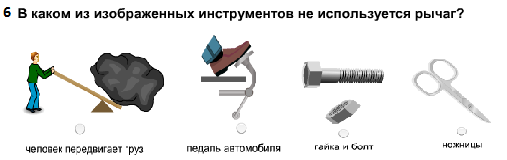 6 В каком из изображенных инструментов не используется рычаг?
человек передвигает груз
педаль автомобиля
гайка и болт
ножницы